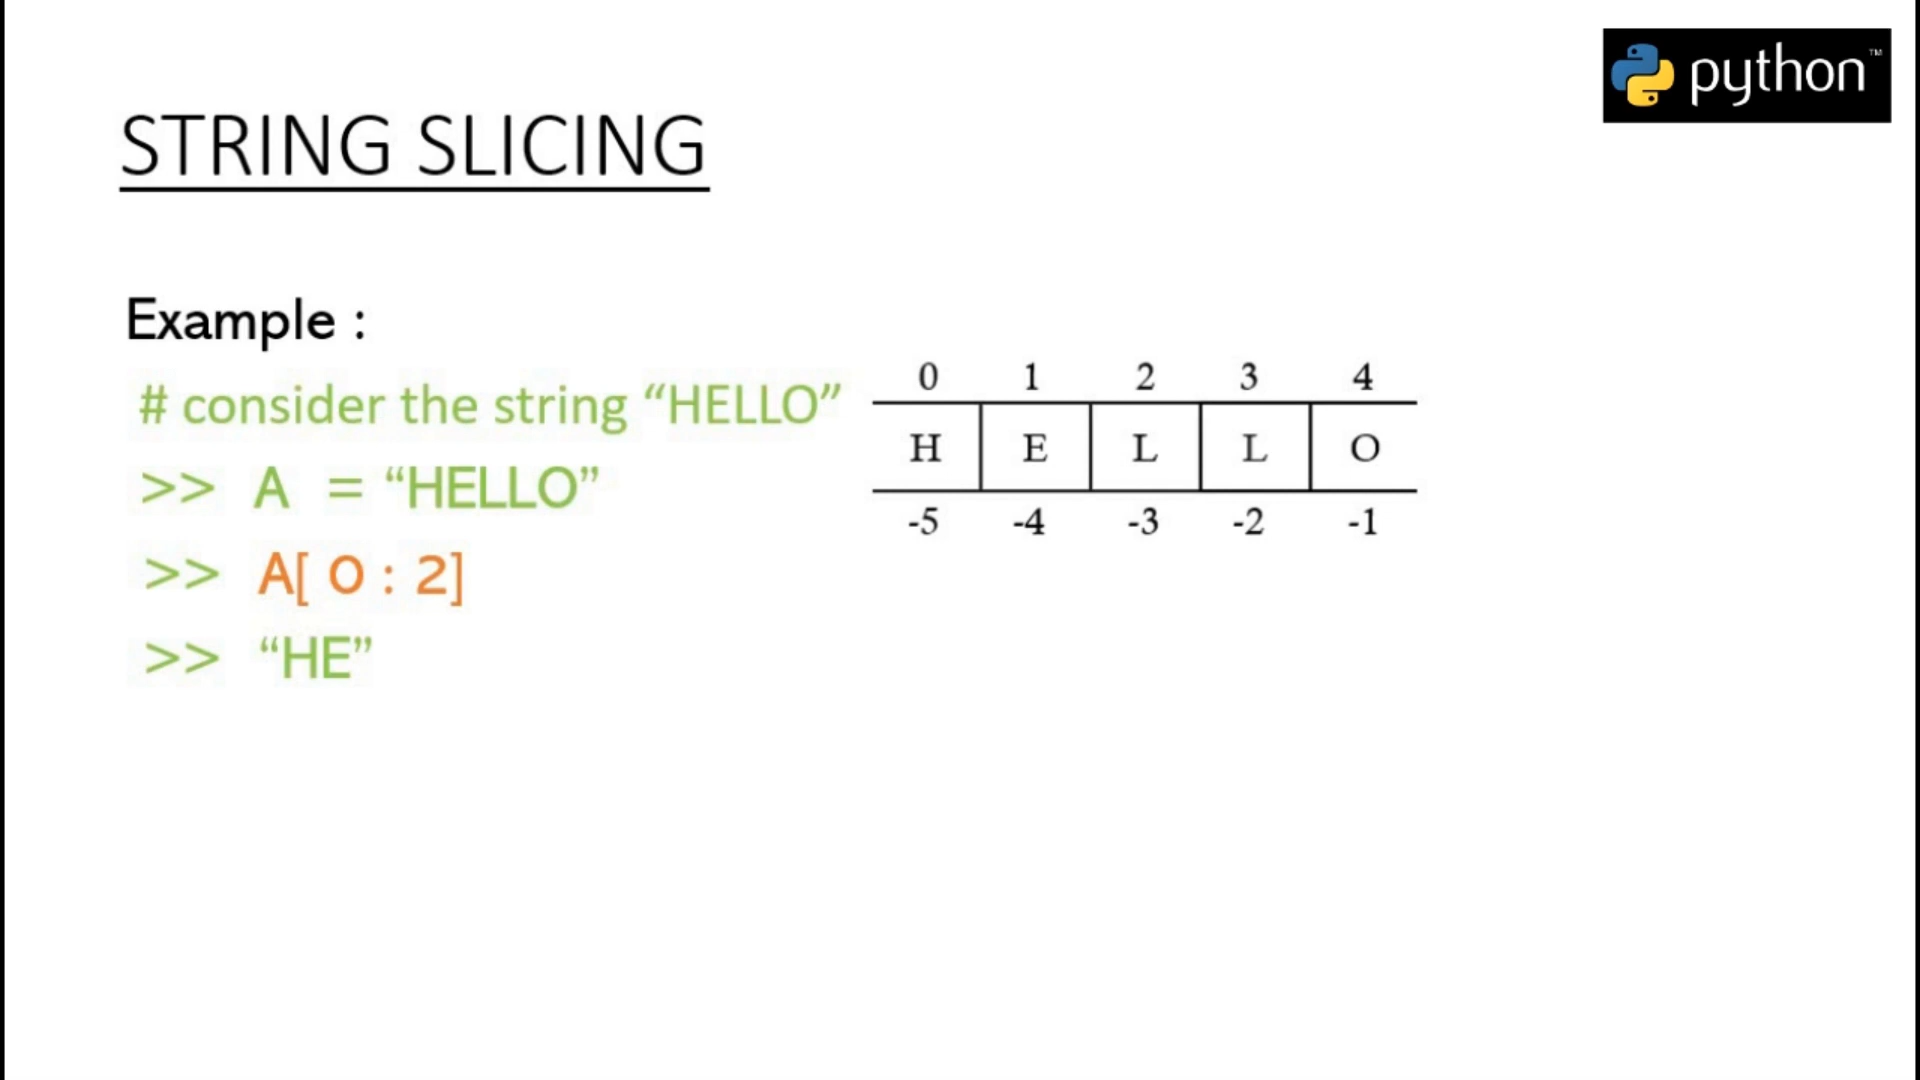 python™
STRING SLICING
Example :
# consider the string “HELLO”
>> A = “HELLO”
>> A[ 0 : 2]
>> “HE”
0 1 2 3 4
H E L L O
-5 -4 -3 -2 -1